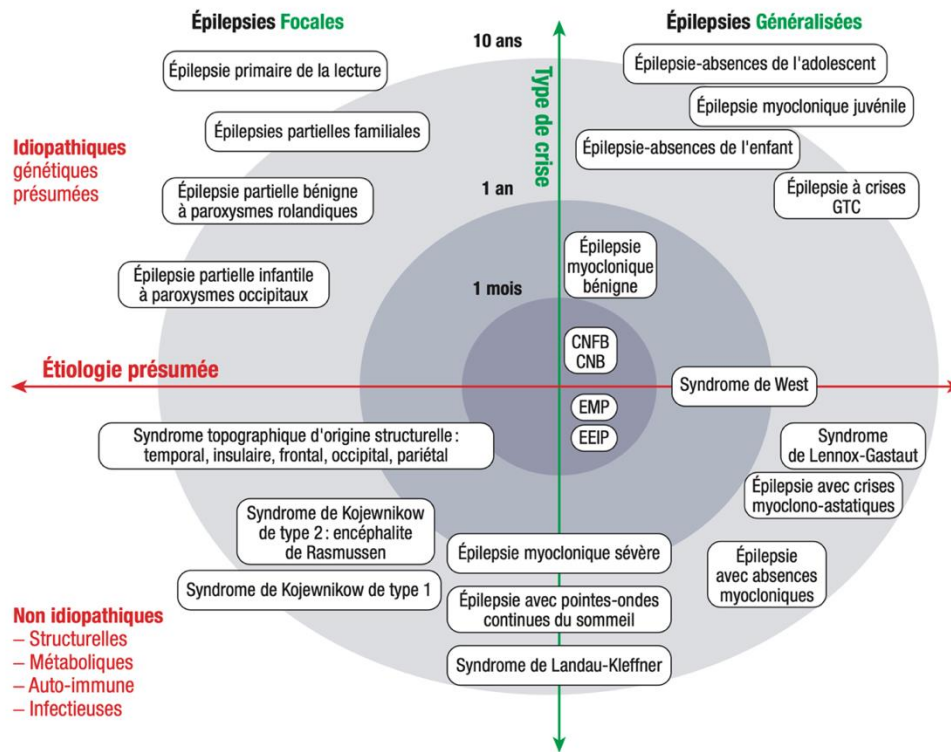 Épilepsies Focales
Épilepsies Généralisées
10 ans
Type de crise
Épilepsie primaire de la lecture
Épilepsie-absences de l'adolescent
Épilepsie myoclonique juvénile
Épilepsies partielles familiales
Épilepsie-absences de l'enfant
Idiopathiques
génétiques
présumées
1 an
Épilepsie partielle bénigne
à paroxysmes rolandiques
Épilepsie à crises
GTC
Épilepsie
myoclonique
bénigne
Épilepsie partielle infantile
à paroxysmes occipitaux
1 mois
CNFB
CNB
Étiologie présumée
Syndrome de West
EMP
EEIP
Syndrome topographique d'origine structurelle :
temporal, insulaire, frontal, occipital, pariétal
Syndrome
de Lennox-Gastaut
Épilepsie avec crises
myoclono-astatiques
Syndrome de Kojewnikow
de type 2 : encéphalite
de Rasmussen
Épilepsie myoclonique sévère
Épilepsie
avec absences
myocloniques
Syndrome de Kojewnikow de type 1
Épilepsie avec pointes-ondes
continues du sommeil
Non idiopathiques
– Structurelles
– Métaboliques
– Auto-immune
– Infectieuses
Syndrome de Landau-Kleffner